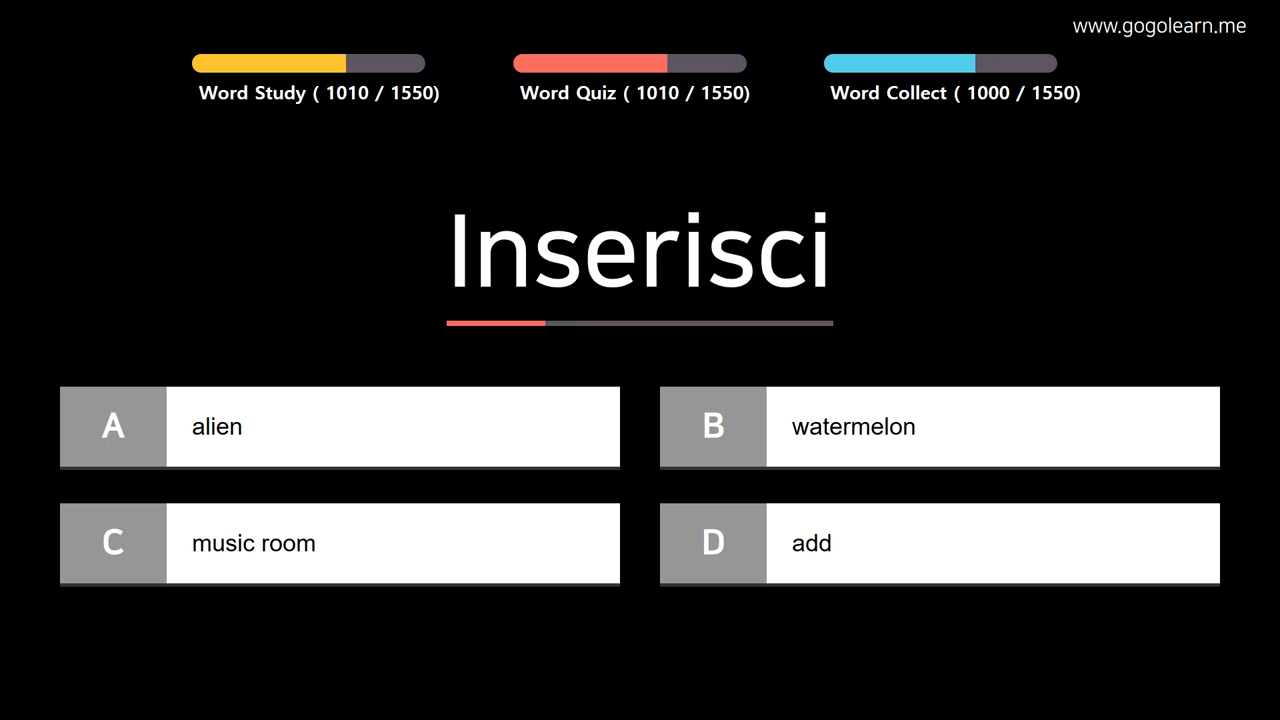 www.gogolearn.me
Word Study ( 1010 / 1550)
Word Quiz ( 1010 / 1550)
Word Collect ( 1000 / 1550)
Inserisci
A alien
B watermelon
C music room
D add